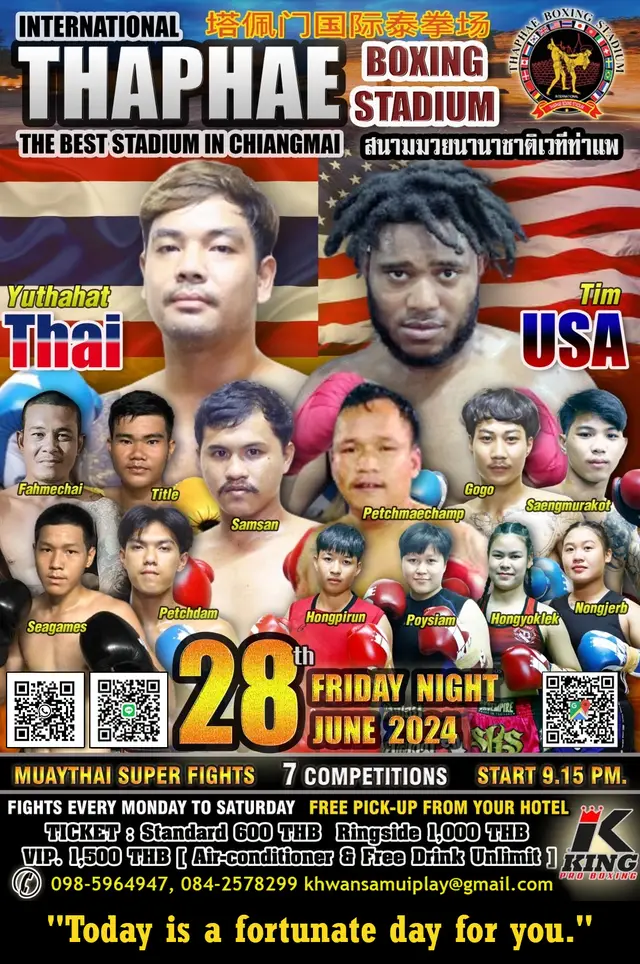 INTERNATIONAL 塔佩门国际泰拳场
THAPHAE BOXING STADIUM
THE BEST STADIUM IN CHIANGMAI
สนามมวยนานาชาติเวทีท่าแพ
THAPHAE BOXING STADIUM
INTERNATIONAL
Yuthahat
Thai
Tim
USA
Fahmechai
Title
Samsan
Petchmaechamp
Gogo
Saengmurakot
Seagames
Petchdam
Hongpirun
Poysiam
Hongyoklek
Nongjerb
28th FRIDAY NIGHT
JUNE 2024
SHS
MUAYTHAI SUPER FIGHTS 7 COMPETITIONS START 9.15 PM.
FIGHTS EVERY MONDAY TO SATURDAY FREE PICK-UP FROM YOUR HOTEL
TICKET : Standard 600 THB Ringside 1,000 THB
VIP. 1,500 THB [ Air-conditioner & Free Drink Unlimit ]
K
KING
PRO BOXING
098-5964947, 084-2578299 khwansamuiplay@gmail.com
"Today is a fortunate day for you."